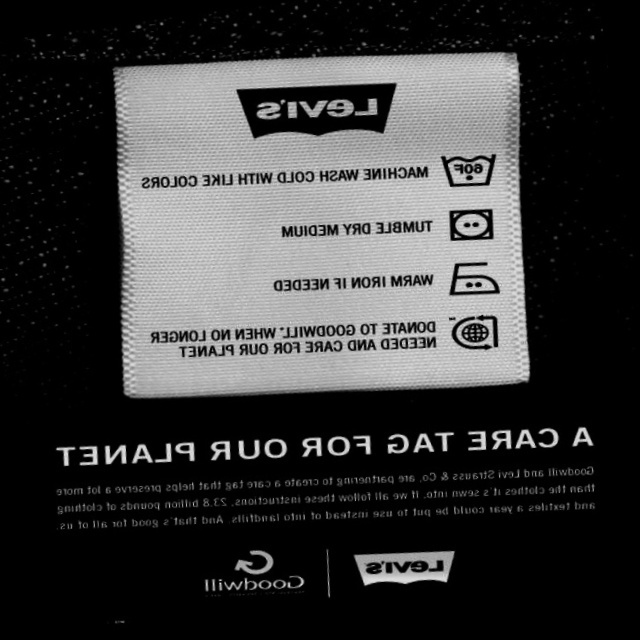 LEVI'S
60F
MACHINE WASH COLD WITH LIKE COLORS
TUMBLE DRY MEDIUM
WARM IRON IF NEEDED
DONATE TO GOODWILL™ WHEN NO LONGER
NEEDED AND CARE FOR OUR PLANET
A CARE TAG FOR OUR PLANET
Goodwill and Levi Strauss & Co. are partnering to create a care tag that helps preserve a lot more
than the clothes it's sewn into. If we all follow these instructions, 23.8 billion pounds of clothing
and textiles a year could be put to use instead of into landfills. And that's good for all of us.
LEVI'S
Goodwill